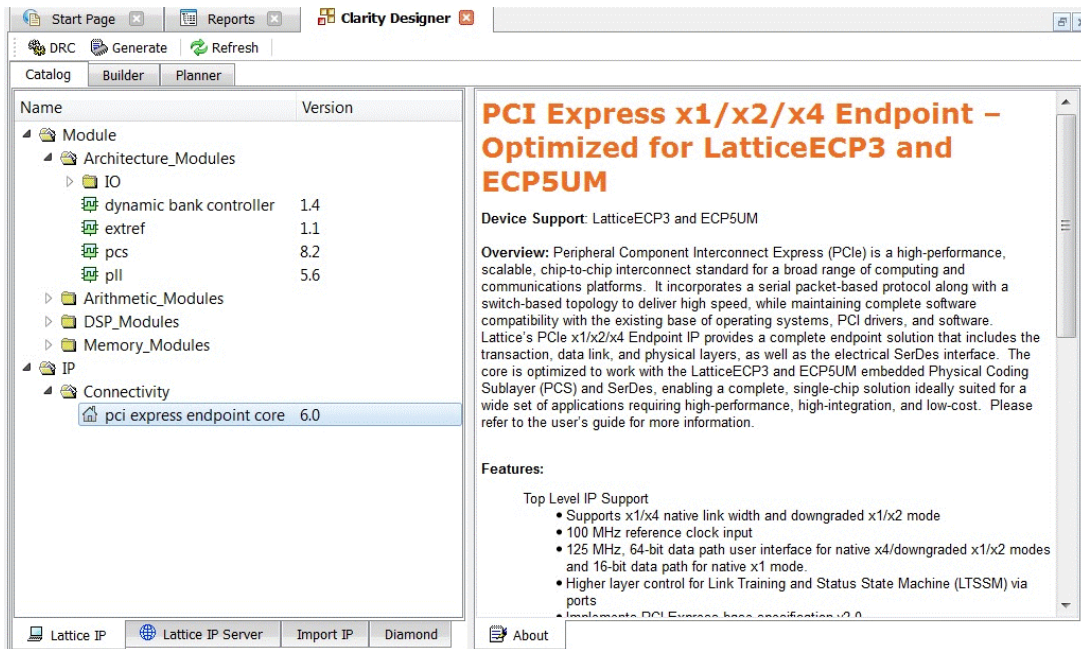 Start Page
Reports
Clarity Designer
DRC
Generate
Refresh
Catalog
Builder
Planner
Name
Version
Module
Architecture_Modules
IO
dynamic bank controller 1.4
extref 1.1
pcs 8.2
pll 5.6
Arithmetic_Modules
DSP_Modules
Memory_Modules
IP
Connectivity
pci express endpoint core 6.0
Lattice IP
Lattice IP Server
Import IP
Diamond
PCI Express x1/x2/x4 Endpoint –
Optimized for LatticeECP3 and
ECP5UM
Device Support: LatticeECP3 and ECP5UM
Overview: Peripheral Component Interconnect Express (PCIe) is a high-performance,
scalable, chip-to-chip interconnect standard for a broad range of computing and
communications platforms. It incorporates a serial packet-based protocol along with a
switch-based topology to deliver high speed, while maintaining complete software
compatibility with the existing base of operating systems, PCI drivers, and software.
Lattice's PCIe x1/x2/x4 Endpoint IP provides a complete endpoint solution that includes the
transaction, data link, and physical layers, as well as the electrical SerDes interface. The
core is optimized to work with the LatticeECP3 and ECP5UM embedded Physical Coding
Sublayer (PCS) and SerDes, enabling a complete, single-chip solution ideally suited for a
wide set of applications requiring high-performance, high-integration, and low-cost. Please
refer to the user's guide for more information.
Features:
Top Level IP Support
• Supports x1/x4 native link width and downgraded x1/x2 mode
• 100 MHz reference clock input
• 125 MHz, 64-bit data path user interface for native x4/downgraded x1/x2 modes
and 16-bit data path for native x1 mode.
• Higher layer control for Link Training and Status State Machine (LTSSM) via
ports
• Implements PCI Express base specification v2.0
About